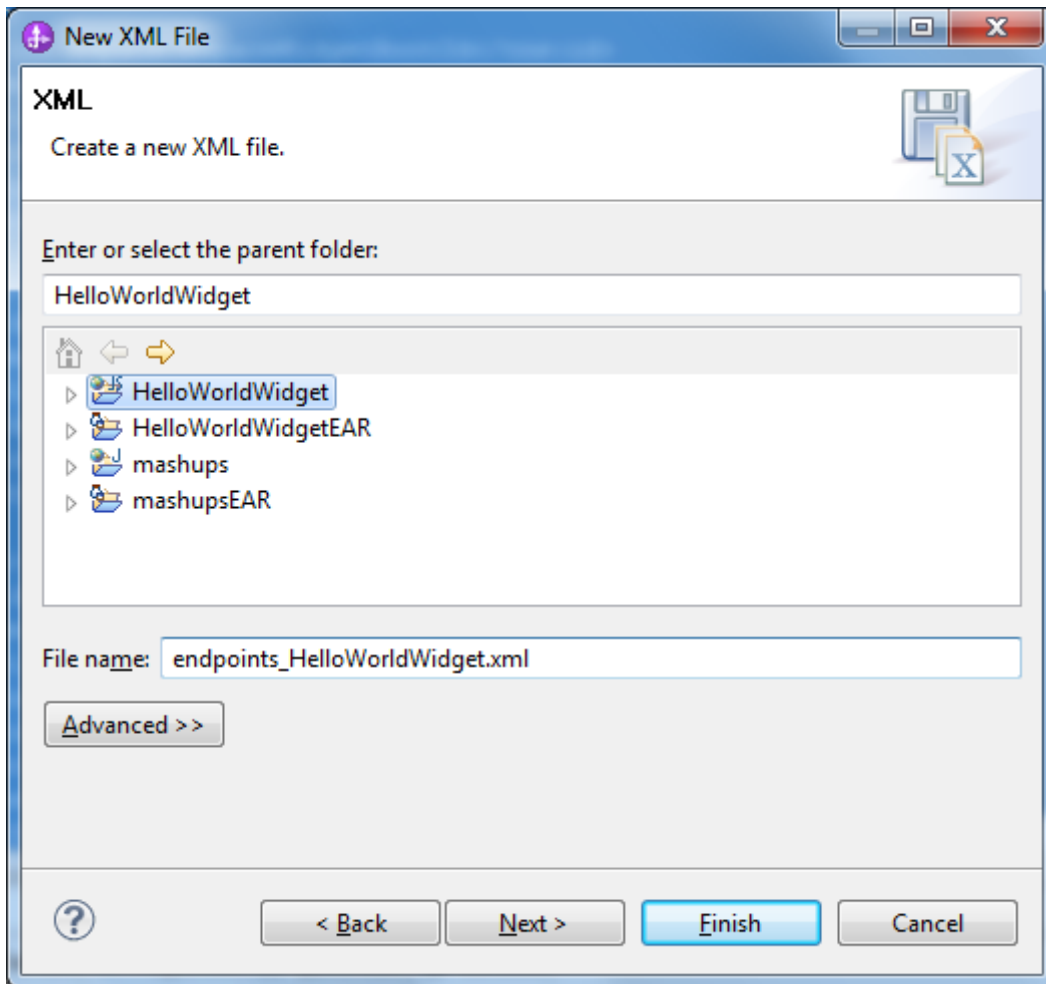 New XML File
XML
Create a new XML file.
X
Enter or select the parent folder:
HelloWorldWidget
HelloWorldWidget
HelloWorldWidgetEAR
mashups
mashupsEAR
File name: endpoints_HelloWorldWidget.xml
Advanced >>
? < Back Next > Finish Cancel